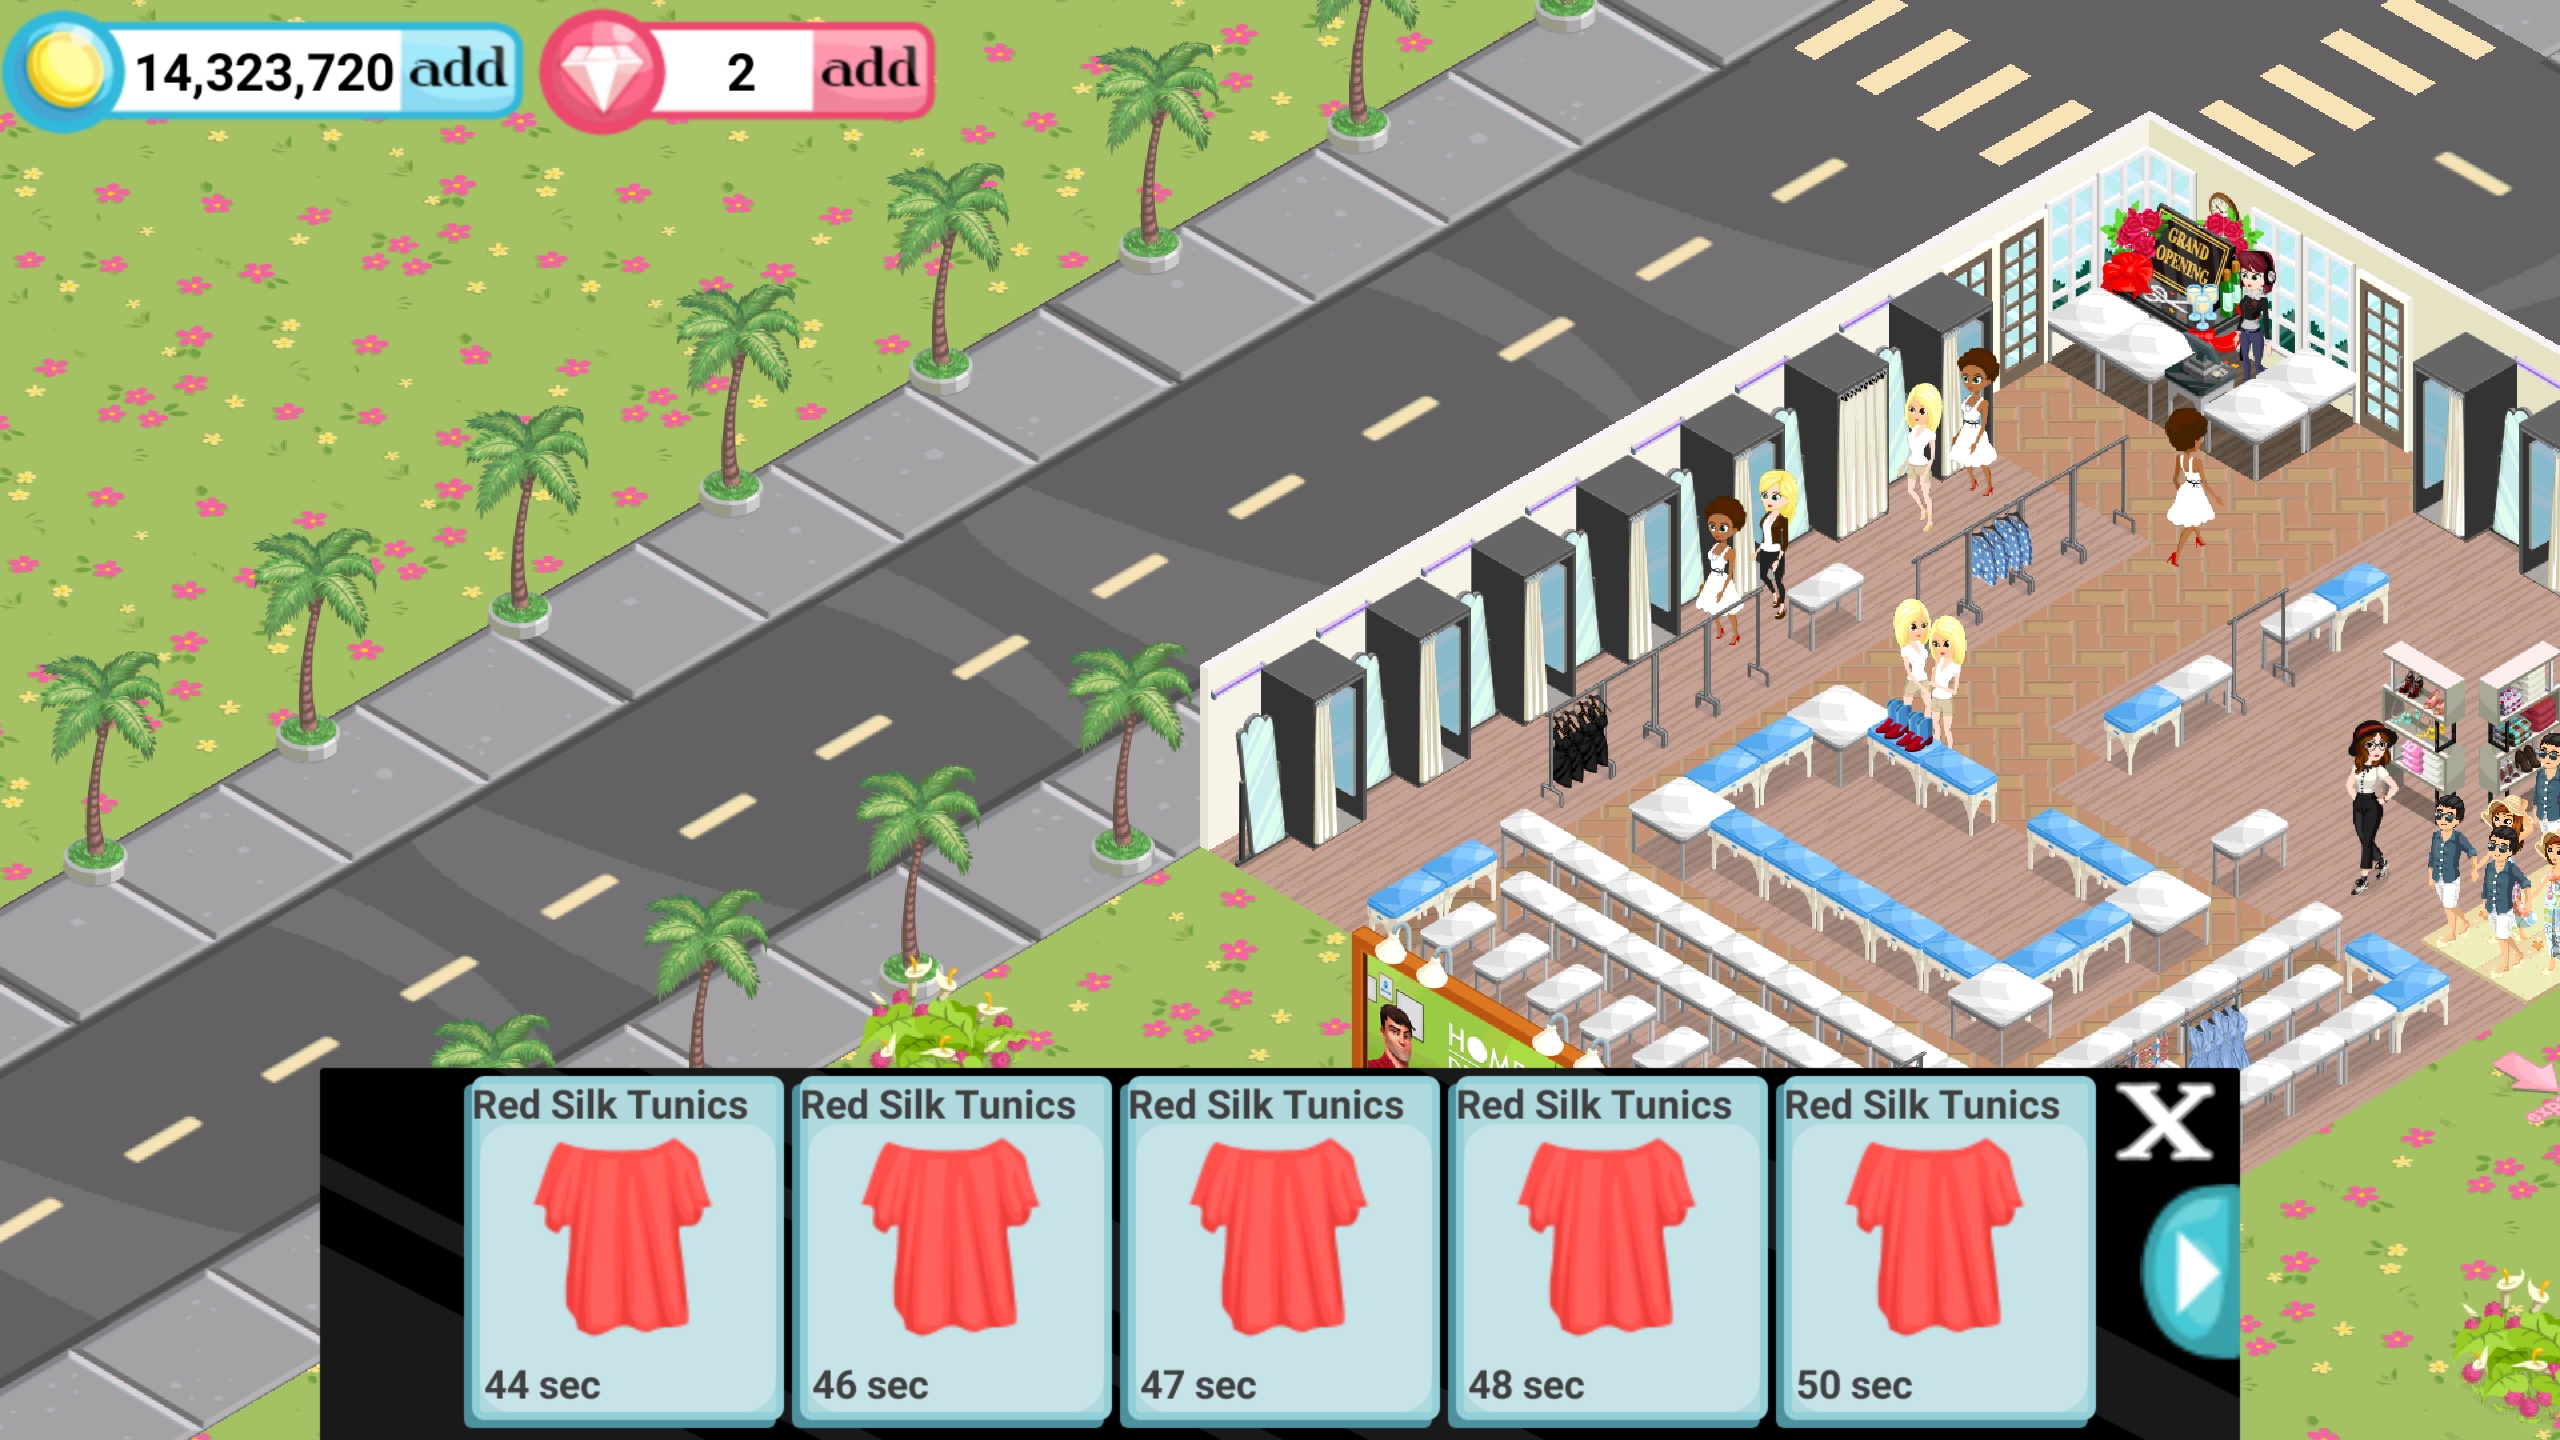 14,323,720 add
2 add
GRAND
OPENING
HOME
Red Silk Tunics
44 sec
Red Silk Tunics
46 sec
Red Silk Tunics
47 sec
Red Silk Tunics
48 sec
Red Silk Tunics
50 sec
X